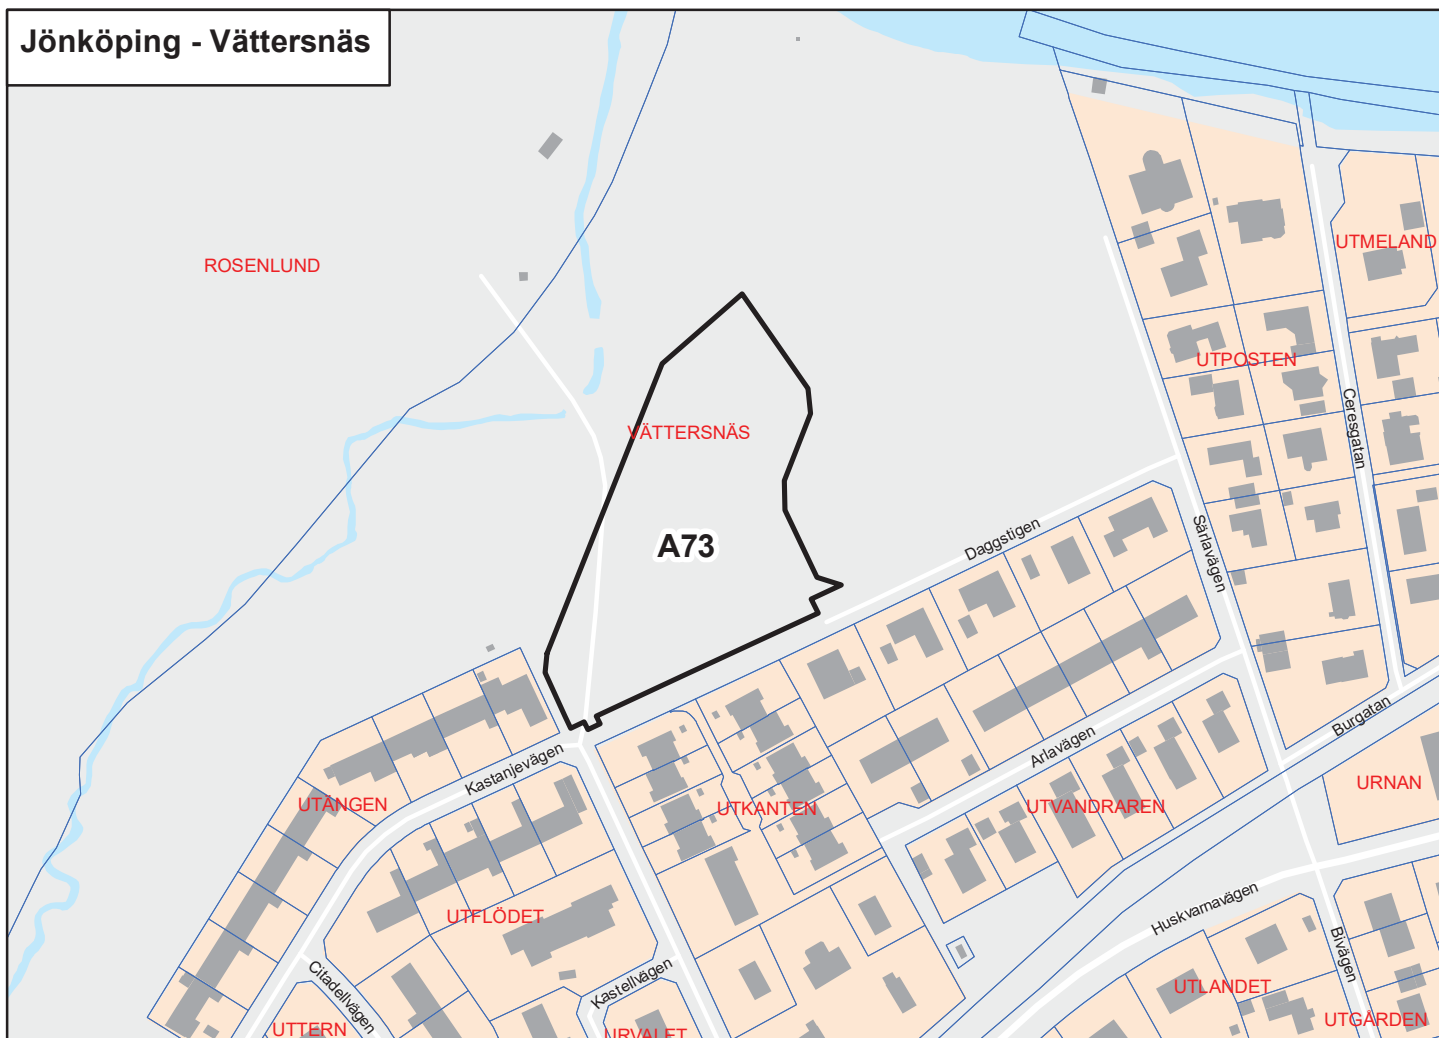 Jönköping - Vättersnäs
UTMELAND
ROSENLUND
UTPOSTEN
Ceresgatan
VÄTTERSNÄS
Daggstigen
A73
Särlavägen
Burgatan
Arlavägen
Kastanjevägen
UTÄNGEN
UTKANTEN
UTVANDRAREN
URNAN
UTFLÖDET
Huskvarnavägen
Bivägen
Citadellvägen
Kastellvägen
UTLANDET
UTTERN
URVALET
UTGÅRDEN